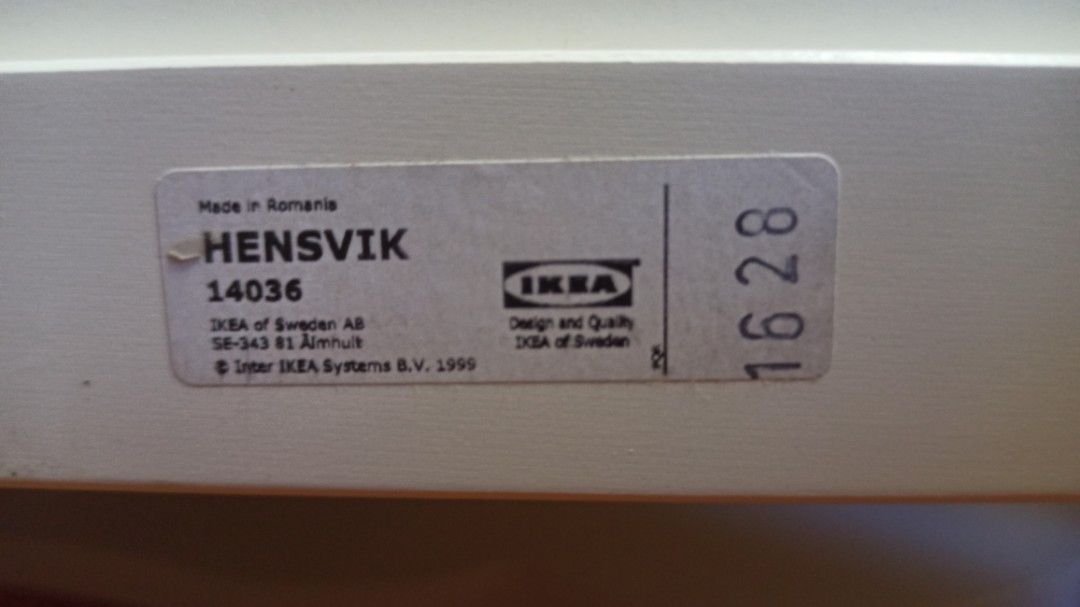 Made in Romania
HENSVIK
14036
IKEA of Sweden AB
SE-343 81 Älmhult
© Inter IKEA Systems B.V. 1999
IKEA
Design and Quality
IKEA of Sweden
1628